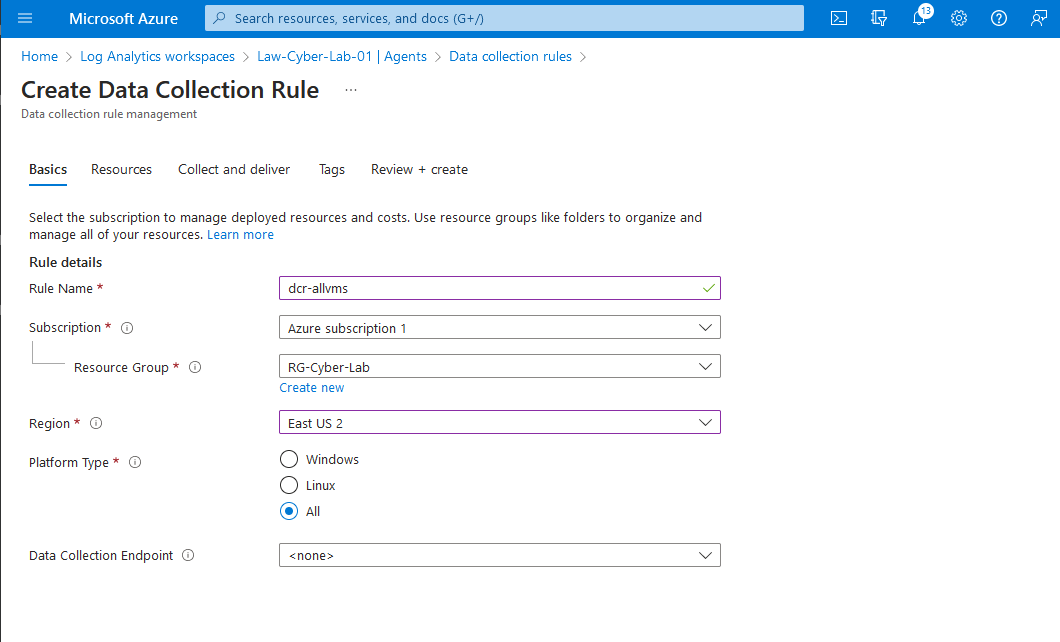 Microsoft Azure
Search resources, services, and docs (G+/)
13
Home > Log Analytics workspaces > Law-Cyber-Lab-01 | Agents > Data collection rules >
Create Data Collection Rule ...
Data collection rule management
Basics Resources Collect and deliver Tags Review + create
Select the subscription to manage deployed resources and costs. Use resource groups like folders to organize and
manage all of your resources. Learn more
Rule details
Rule Name * dcr-allvms
Subscription * Azure subscription 1
Resource Group * RG-Cyber-Lab
Create new
Region * East US 2
Platform Type * Windows
Linux
All
Data Collection Endpoint <none>